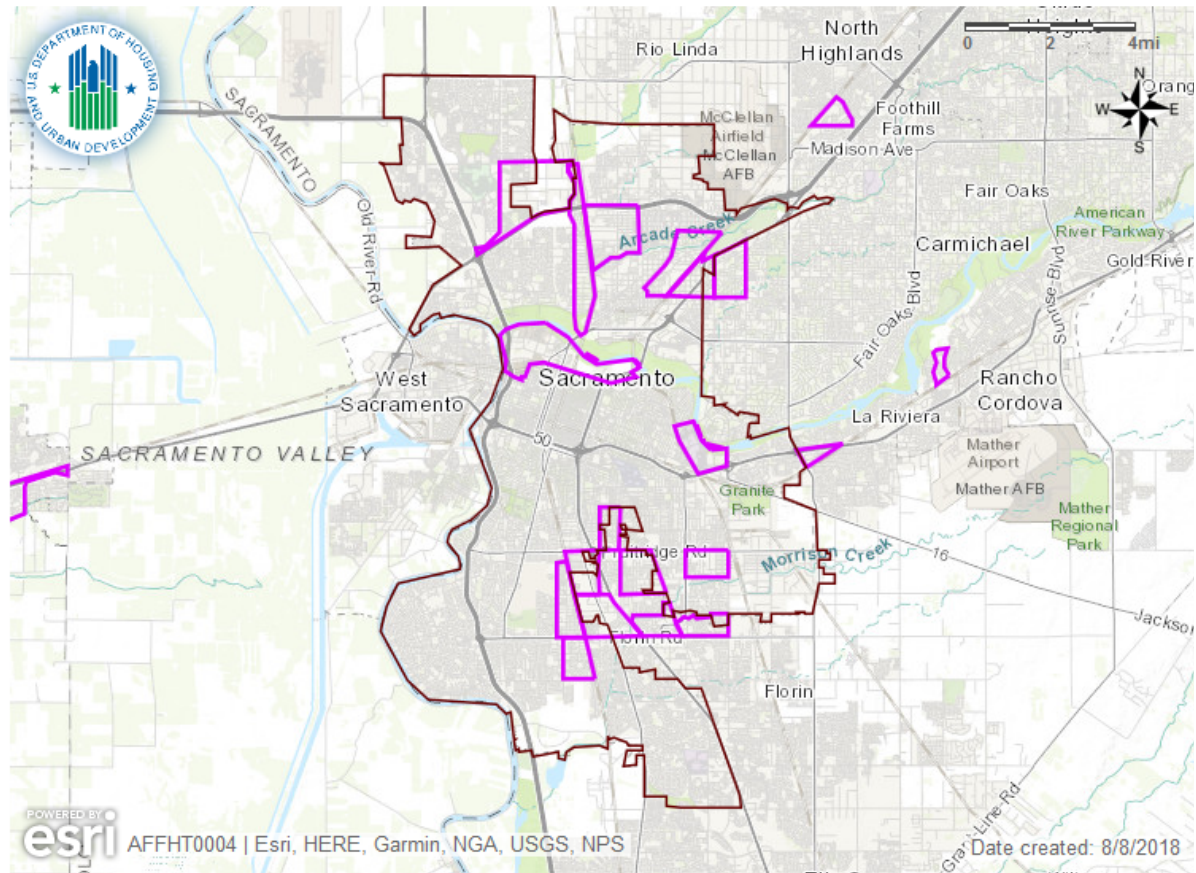 U.S. DEPARTMENT OF HOUSING
AND URBAN DEVELOPMENT
0 2 4mi
N
W E
S
Rio Linda
North
Highlands
Foothill
Farms
McClellan
Airfield
McClellan
AFB
Madison Ave
SACRAMENTO
Old-River-Rd
Fair Oaks
American
River Parkway
Arcade Creek
Carmichael
Fair Oaks Blvd
Sunrise-Blvd
West
Sacramento
Sacramento
Rancho
Cordova
La Riviera
50
SACRAMENTO VALLEY
Mather
Airport
Mather AFB
Granite
Park
Mather
Regional
Park
Morrison Creek
16
Jackson
Florin Rd
Florin
Grant-Line-Rd
POWERED BY
esri
AFFHT0004 | Esri, HERE, Garmin, NGA, USGS, NPS
Date created: 8/8/2018